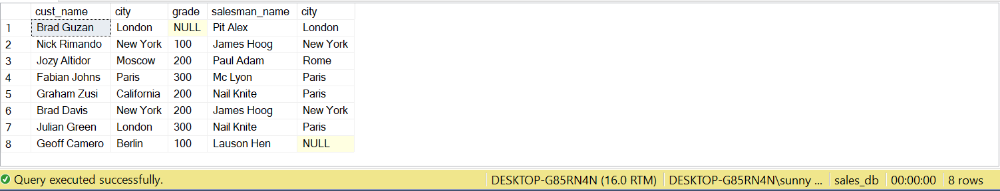 cust_name city grade salesman_name city
1 Brad Guzan London NULL Pit Alex London
2 Nick Rimando New York 100 James Hoog New York
3 Jozy Altidor Moscow 200 Paul Adam Rome
4 Fabian Johns Paris 300 Mc Lyon Paris
5 Graham Zusi California 200 Nail Knite Paris
6 Brad Davis New York 200 James Hoog New York
7 Julian Green London 300 Nail Knite Paris
8 Geoff Camero Berlin 100 Lauson Hen NULL
Query executed successfully. DESKTOP-G85RN4N (16.0 RTM) DESKTOP-G85RN4N\sunny ... sales_db 00:00:00 8 rows